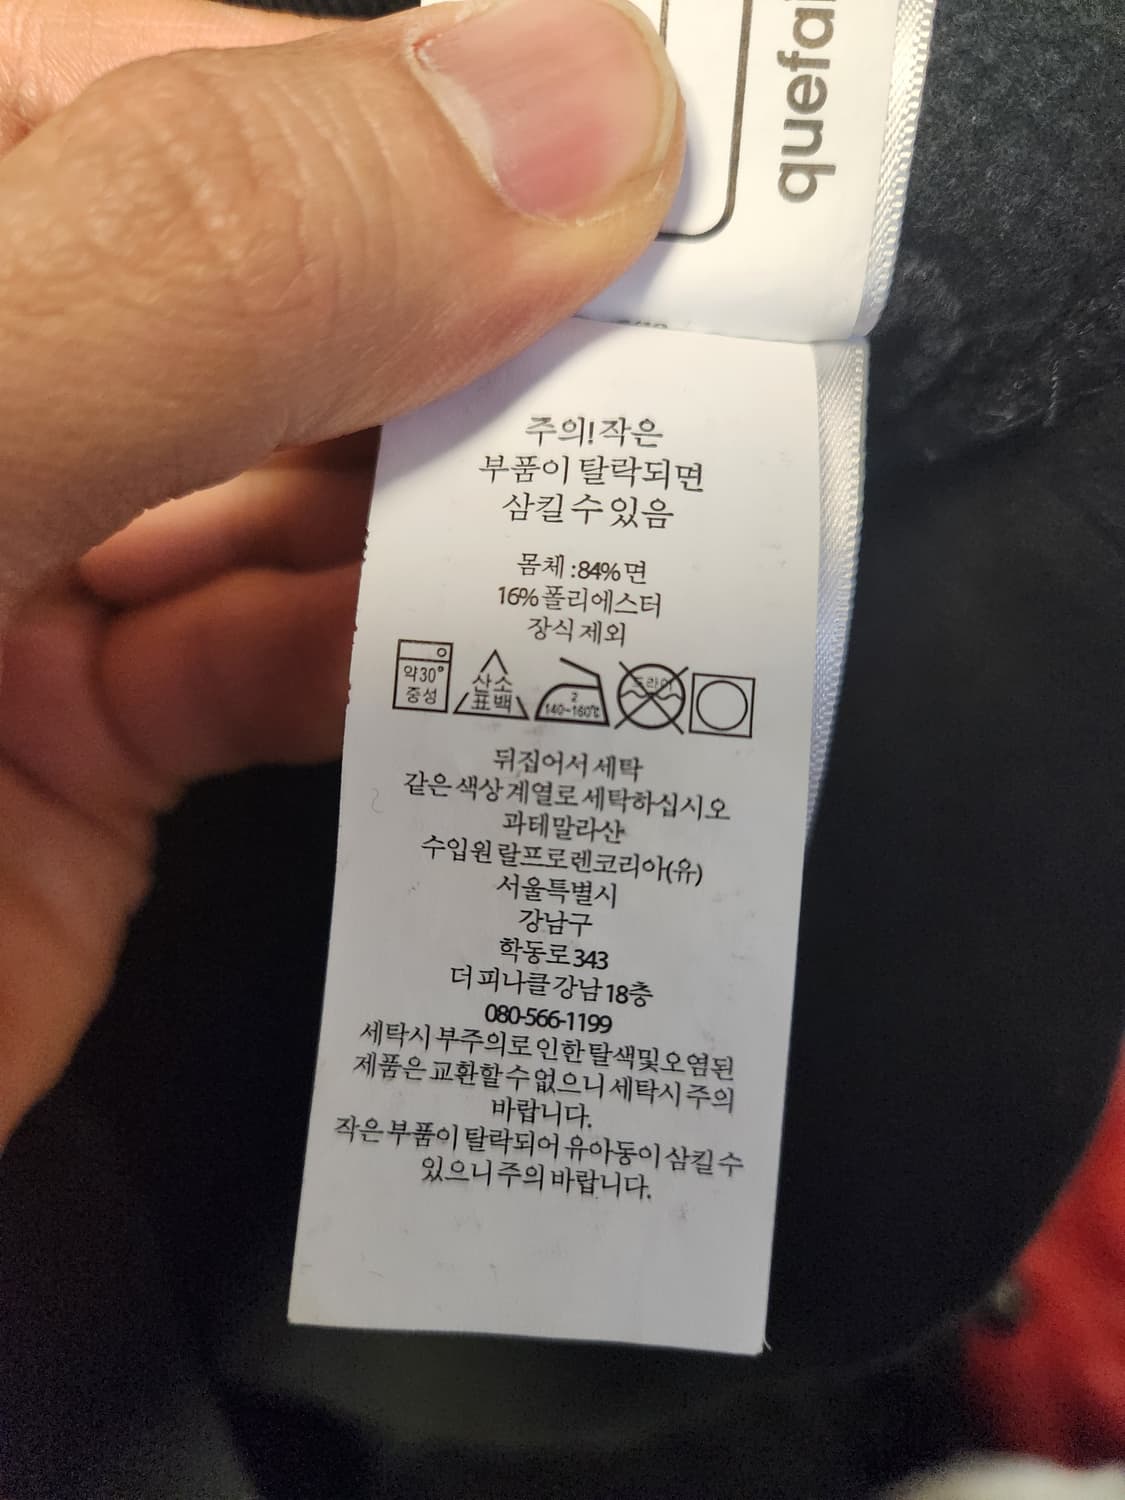 quefai
주의! 작은
부품이 탈락되면
삼킬 수 있음
몸체 : 84% 면
16% 폴리에스터
장식 제외
약30°
중성
산소
표백
2
140~160℃
드라이
뒤집어서 세탁
같은 색상 계열로 세탁하십시오
과테말라산
수입원 랄프로렌코리아(유)
서울특별시
강남구
학동로 343
더 피나클 강남 18층
080-566-1199
세탁시 부주의로 인한 탈색및 오염된
제품은 교환할 수 없으니 세탁시 주의
바랍니다.
작은 부품이 탈락되어 유아동이 삼킬 수
있으니 주의 바랍니다.